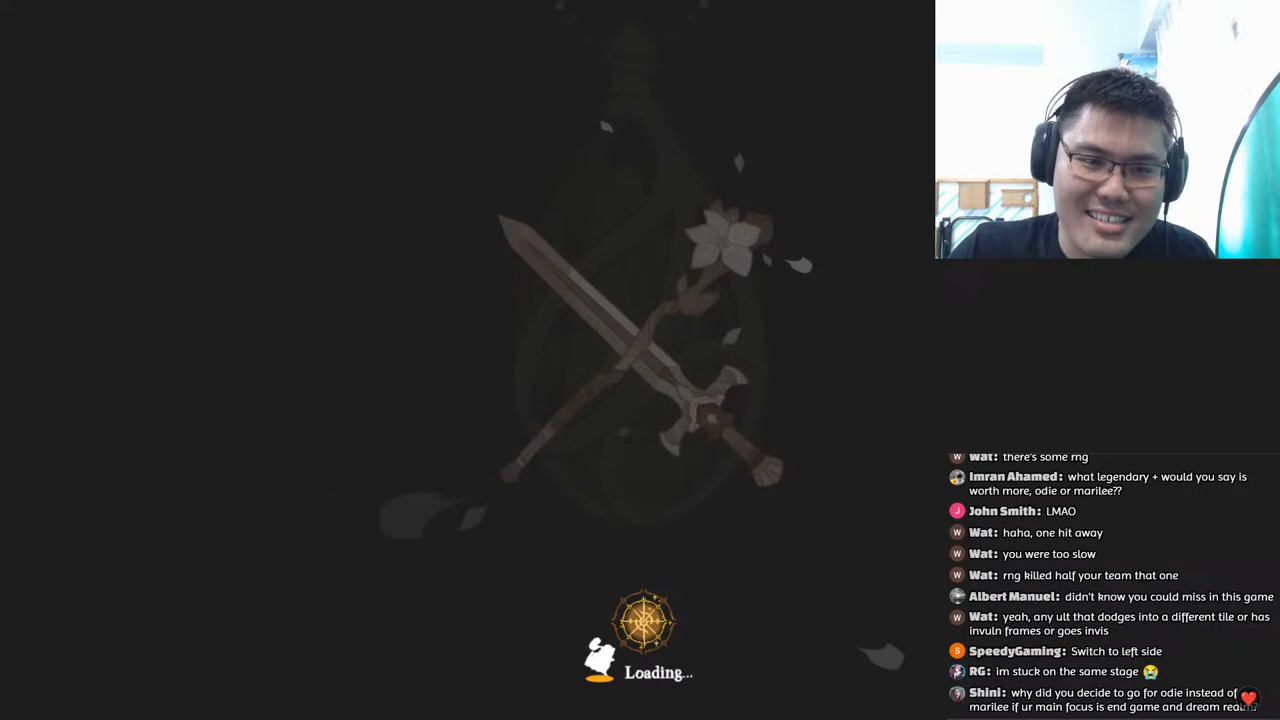 Wat: there's some rng
Imran Ahamed: what legendary + would you say is
worth more, odie or marilee??
John Smith: LMAO
Wat: haha, one hit away
Wat: you were too slow
Wat: rng killed half your team that one
Albert Manuel: didn't know you could miss in this game
Wat: yeah, any ult that dodges into a different tile or has
invuln frames or goes invis
SpeedyGaming: Switch to left side
RG: im stuck on the same stage 😭
Shini: why did you decide to go for odie instead of
marilee if ur main focus is end game and dream realm?
Loading...